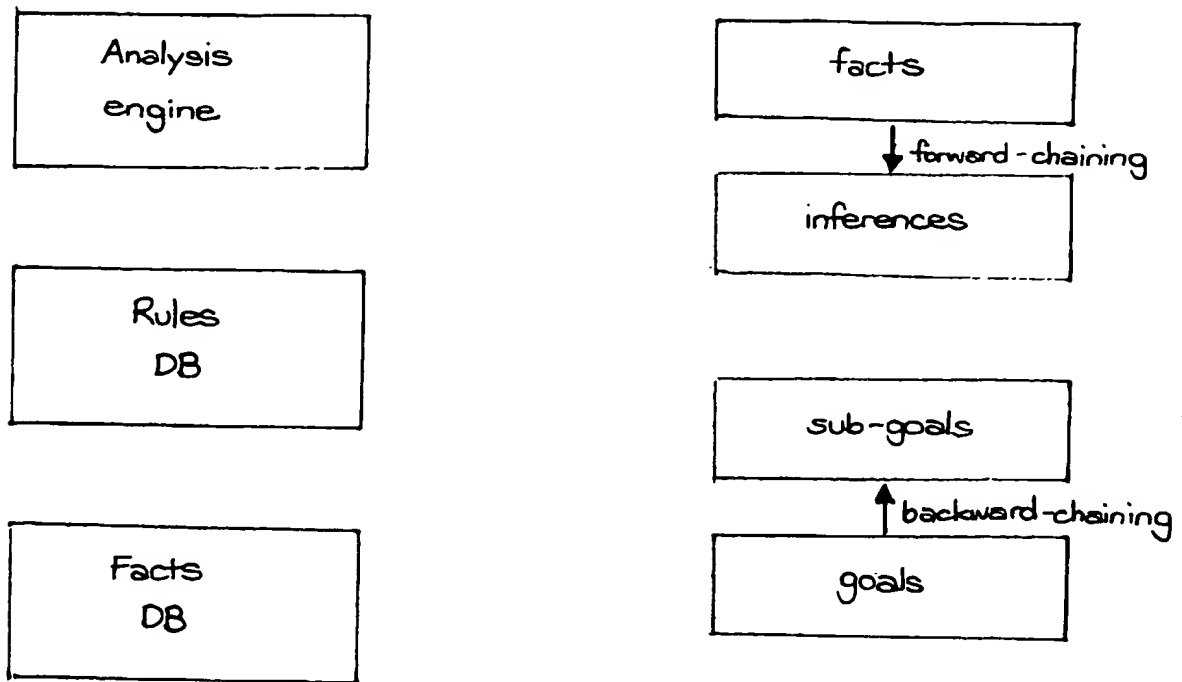 Analysis
engine
Rules
DB
Facts
DB
facts
forward-chaining
inferences
sub-goals
backward-chaining
goals